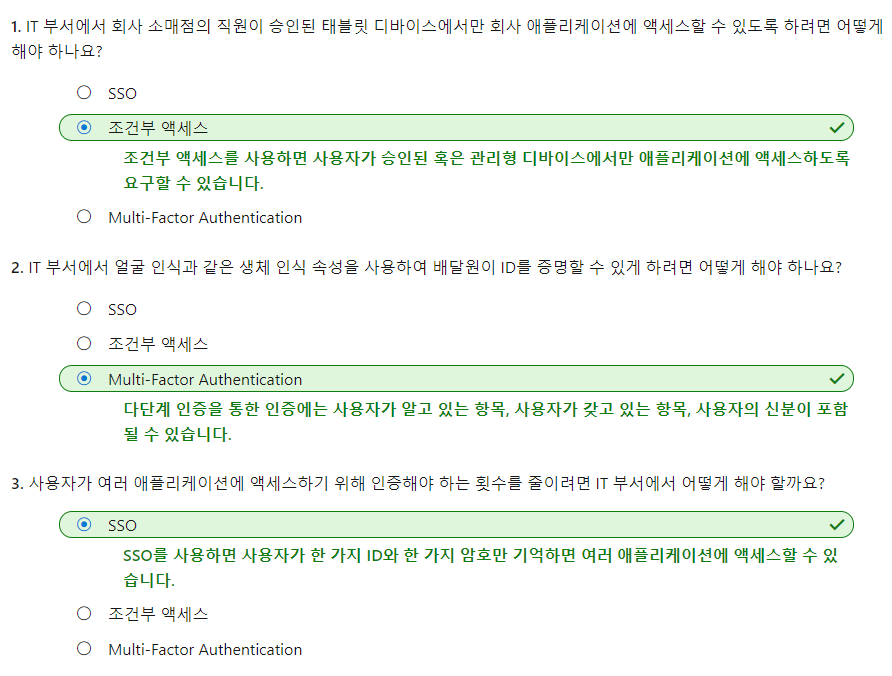 1. IT 부서에서 회사 소매점의 직원이 승인된 태블릿 디바이스에서만 회사 애플리케이션에 액세스할 수 있도록 하려면 어떻게
해야 하나요?
SSO
조건부 액세스
조건부 액세스를 사용하면 사용자가 승인된 혹은 관리형 디바이스에서만 애플리케이션에 액세스하도록
요구할 수 있습니다.
Multi-Factor Authentication
2. IT 부서에서 얼굴 인식과 같은 생체 인식 속성을 사용하여 배달원이 ID를 증명할 수 있게 하려면 어떻게 해야 하나요?
SSO
조건부 액세스
Multi-Factor Authentication
다단계 인증을 통한 인증에는 사용자가 알고 있는 항목, 사용자가 갖고 있는 항목, 사용자의 신분이 포함
될 수 있습니다.
3. 사용자가 여러 애플리케이션에 액세스하기 위해 인증해야 하는 횟수를 줄이려면 IT 부서에서 어떻게 해야 할까요?
SSO
SSO를 사용하면 사용자가 한 가지 ID와 한 가지 암호만 기억하면 여러 애플리케이션에 액세스할 수 있
습니다.
조건부 액세스
Multi-Factor Authentication